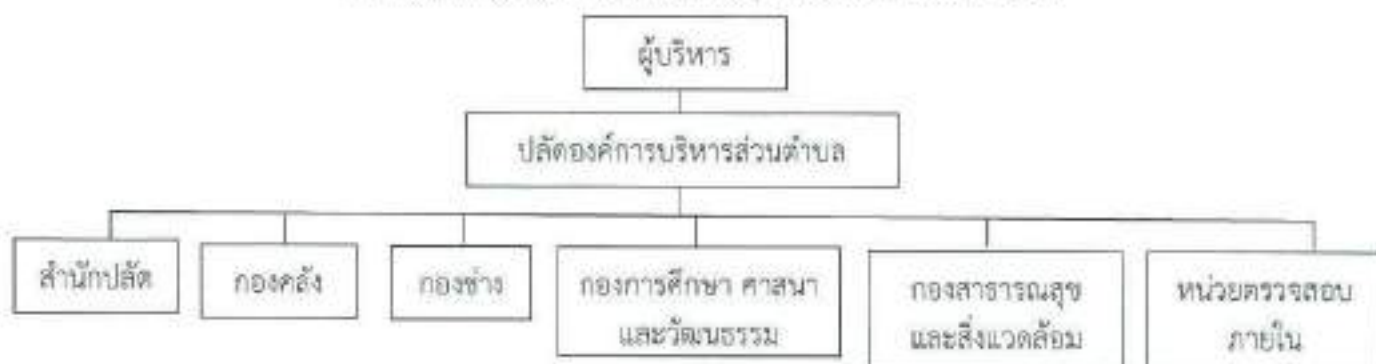 ผู้บริหาร
ปลัดองค์การบริหารส่วนตำบล
สำนักปลัด
กองคลัง
กองช่าง
กองการศึกษา ศาสนา
และวัฒนธรรม
กองสาธารณสุข
และสิ่งแวดล้อม
หน่วยตรวจสอบ
ภายใน